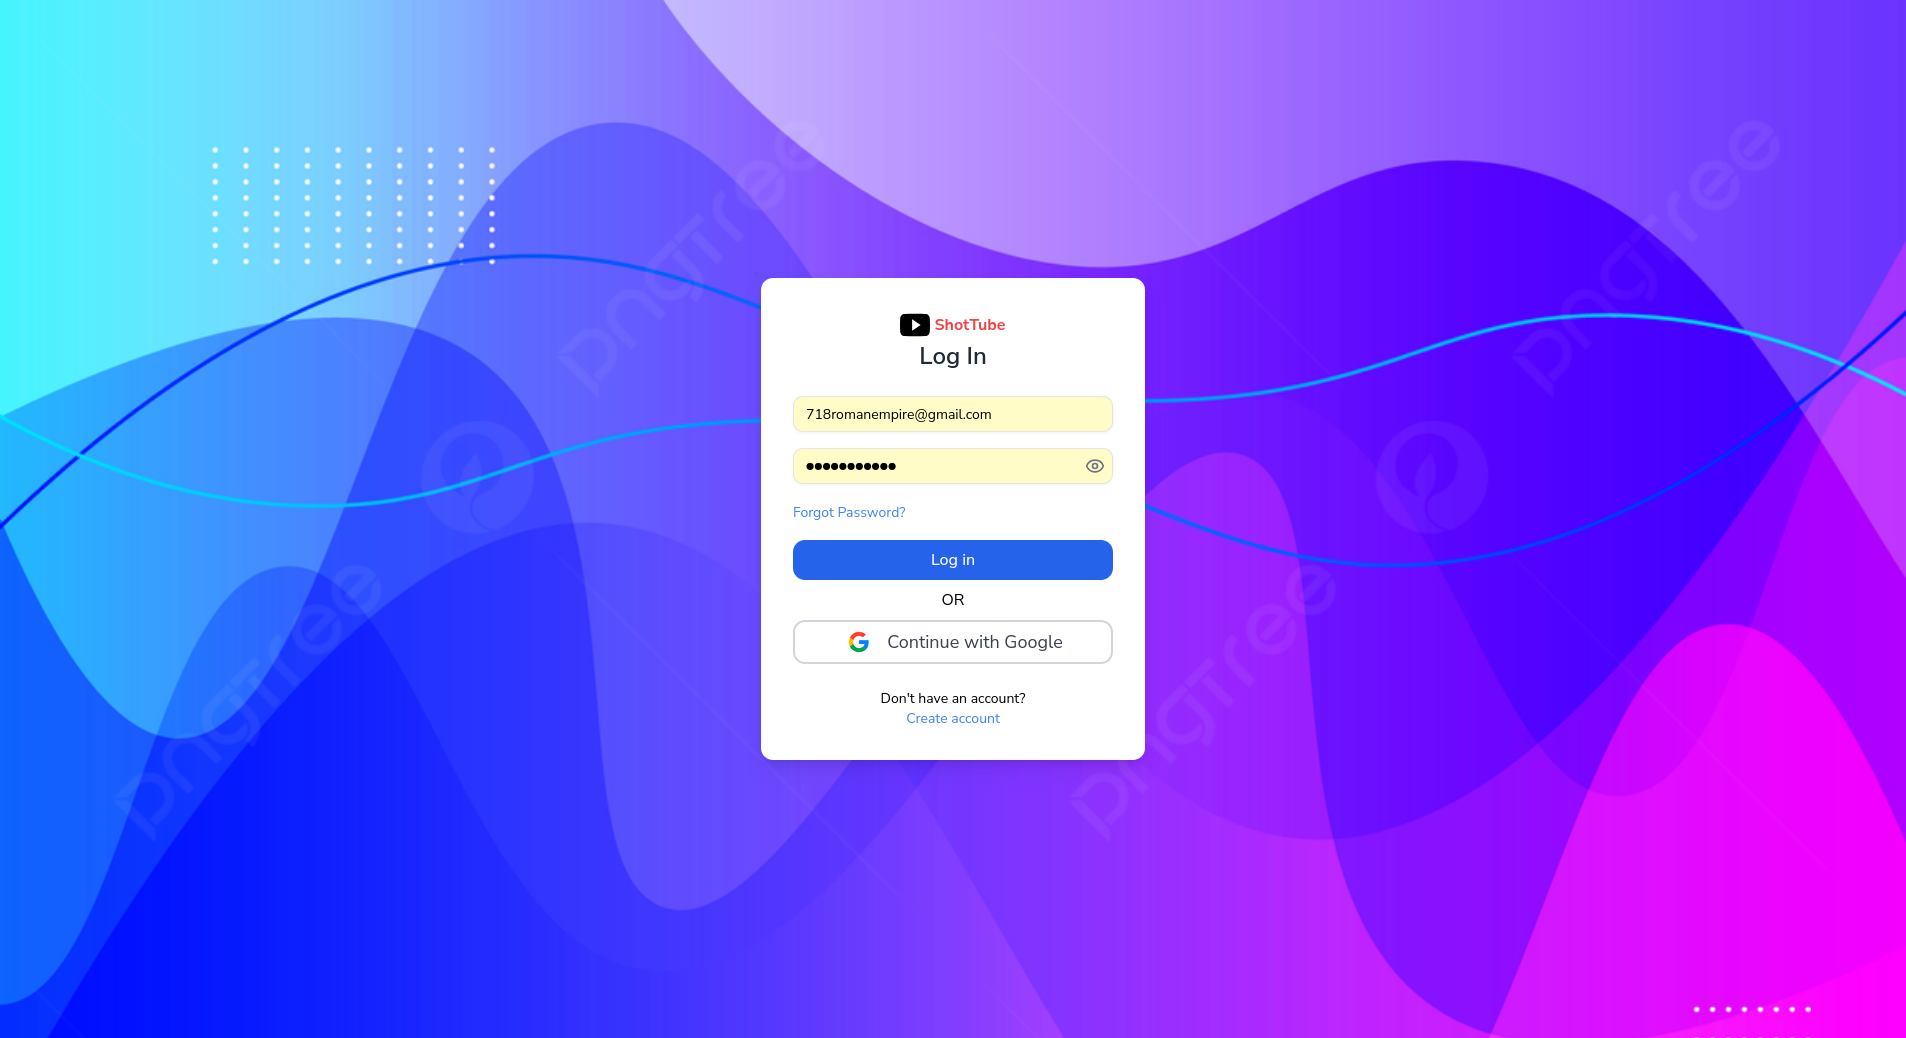 pngtree
pngtree
ShotTube
Log In
718romanempire@gmail.com
●●●●●●●●●●●
Forgot Password?
Log in
OR
Continue with Google
pngtree
pngtree
Don't have an account?
Create account